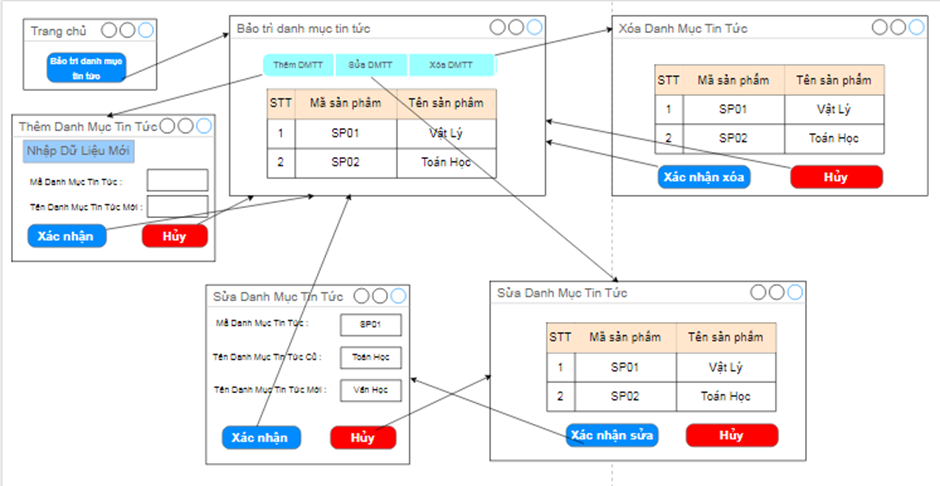 Trang chủ
Bảo trì danh mục
tin tức
Bảo trì danh mục tin tức
Thêm DMTT
Sửa DMTT
Xóa DMTT
STT Mã sản phẩm Tên sản phẩm
1 SP01 Vật Lý
2 SP02 Toán Học
Xóa Danh Mục Tin Tức
STT Mã sản phẩm Tên sản phẩm
1 SP01 Vật Lý
2 SP02 Toán Học
Xác nhận xóa
Hủy
Thêm Danh Mục Tin Tức
Nhập Dữ Liệu Mới
Mã Danh Mục Tin Tức :
Tên Danh Mục Tin Tức Mới :
Xác nhận
Hủy
Sửa Danh Mục Tin Tức
Mã Danh Mục Tin Tức : SP01
Tên Danh Mục Tin Tức Cũ : Toán Học
Tên Danh Mục Tin Tức Mới : Văn Học
Xác nhận
Hủy
Sửa Danh Mục Tin Tức
STT Mã sản phẩm Tên sản phẩm
1 SP01 Vật Lý
2 SP02 Toán Học
Xác nhận sửa
Hủy